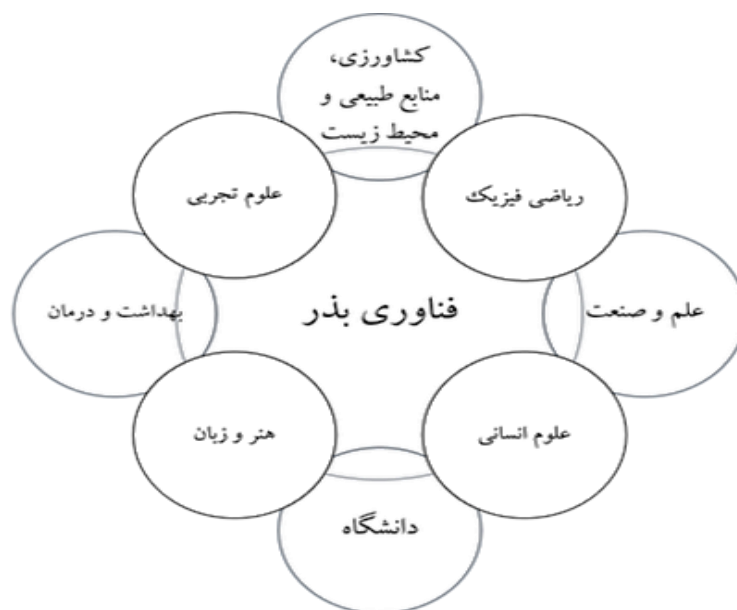 کشاورزی،
منابع طبیعی و
محیط زیست
ریاضی فیزیک
علوم تجربی
علم و صنعت
فناوری بذر
بهداشت و درمان
علوم انسانی
هنر و زبان
دانشگاه